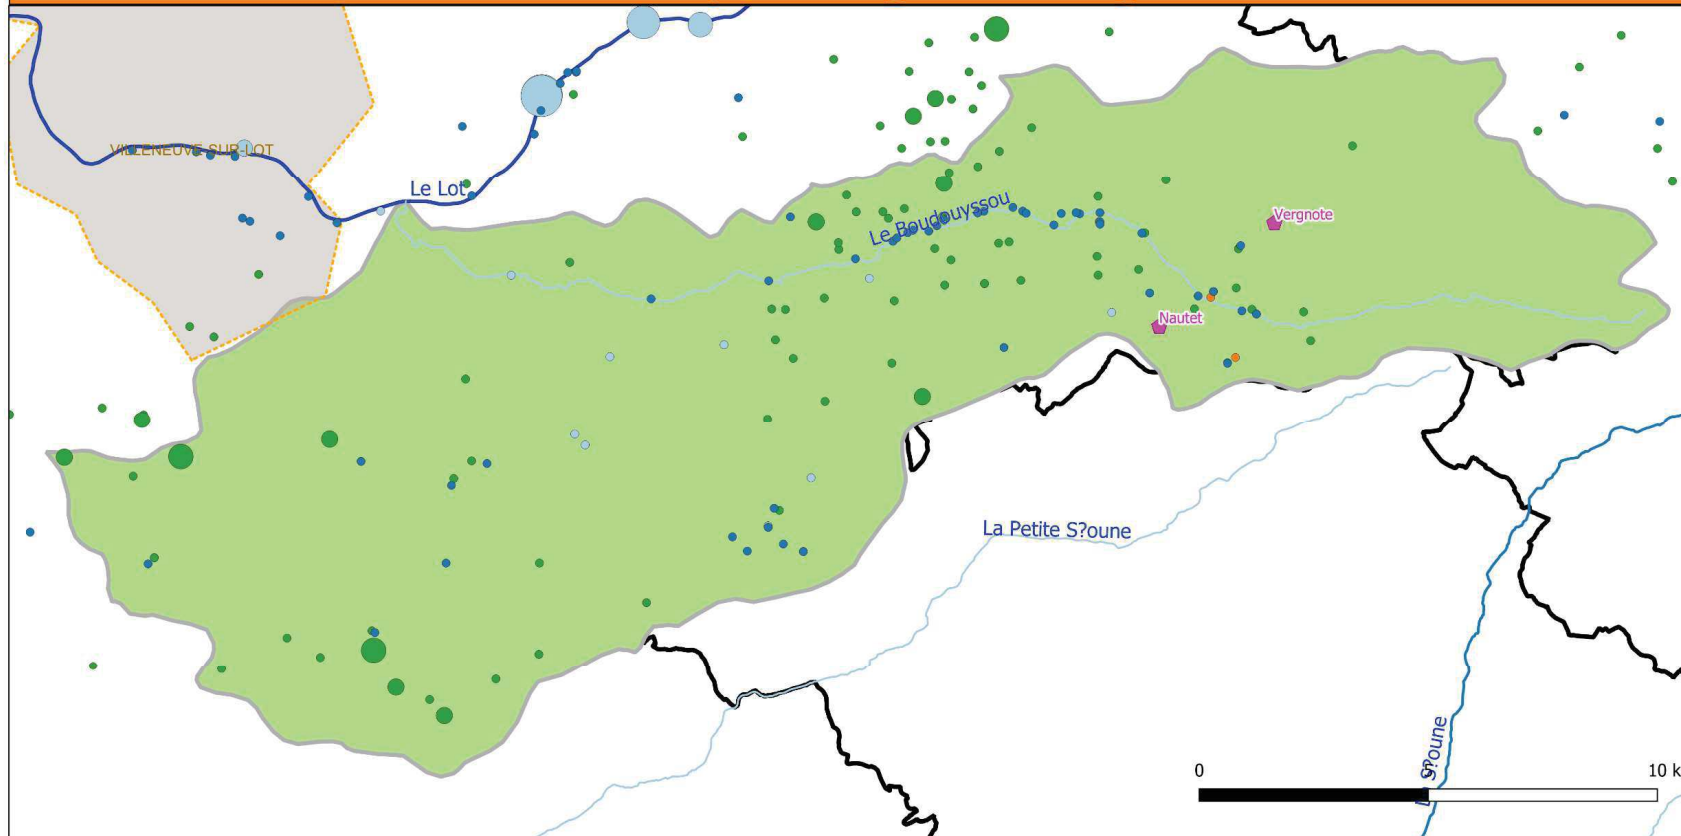 VILLENEUVE-SUR-LOT
Le Lot
Le Boudouyssou
Vergnote
Nautet
La Petite S?oune
S?oune
0
10 k